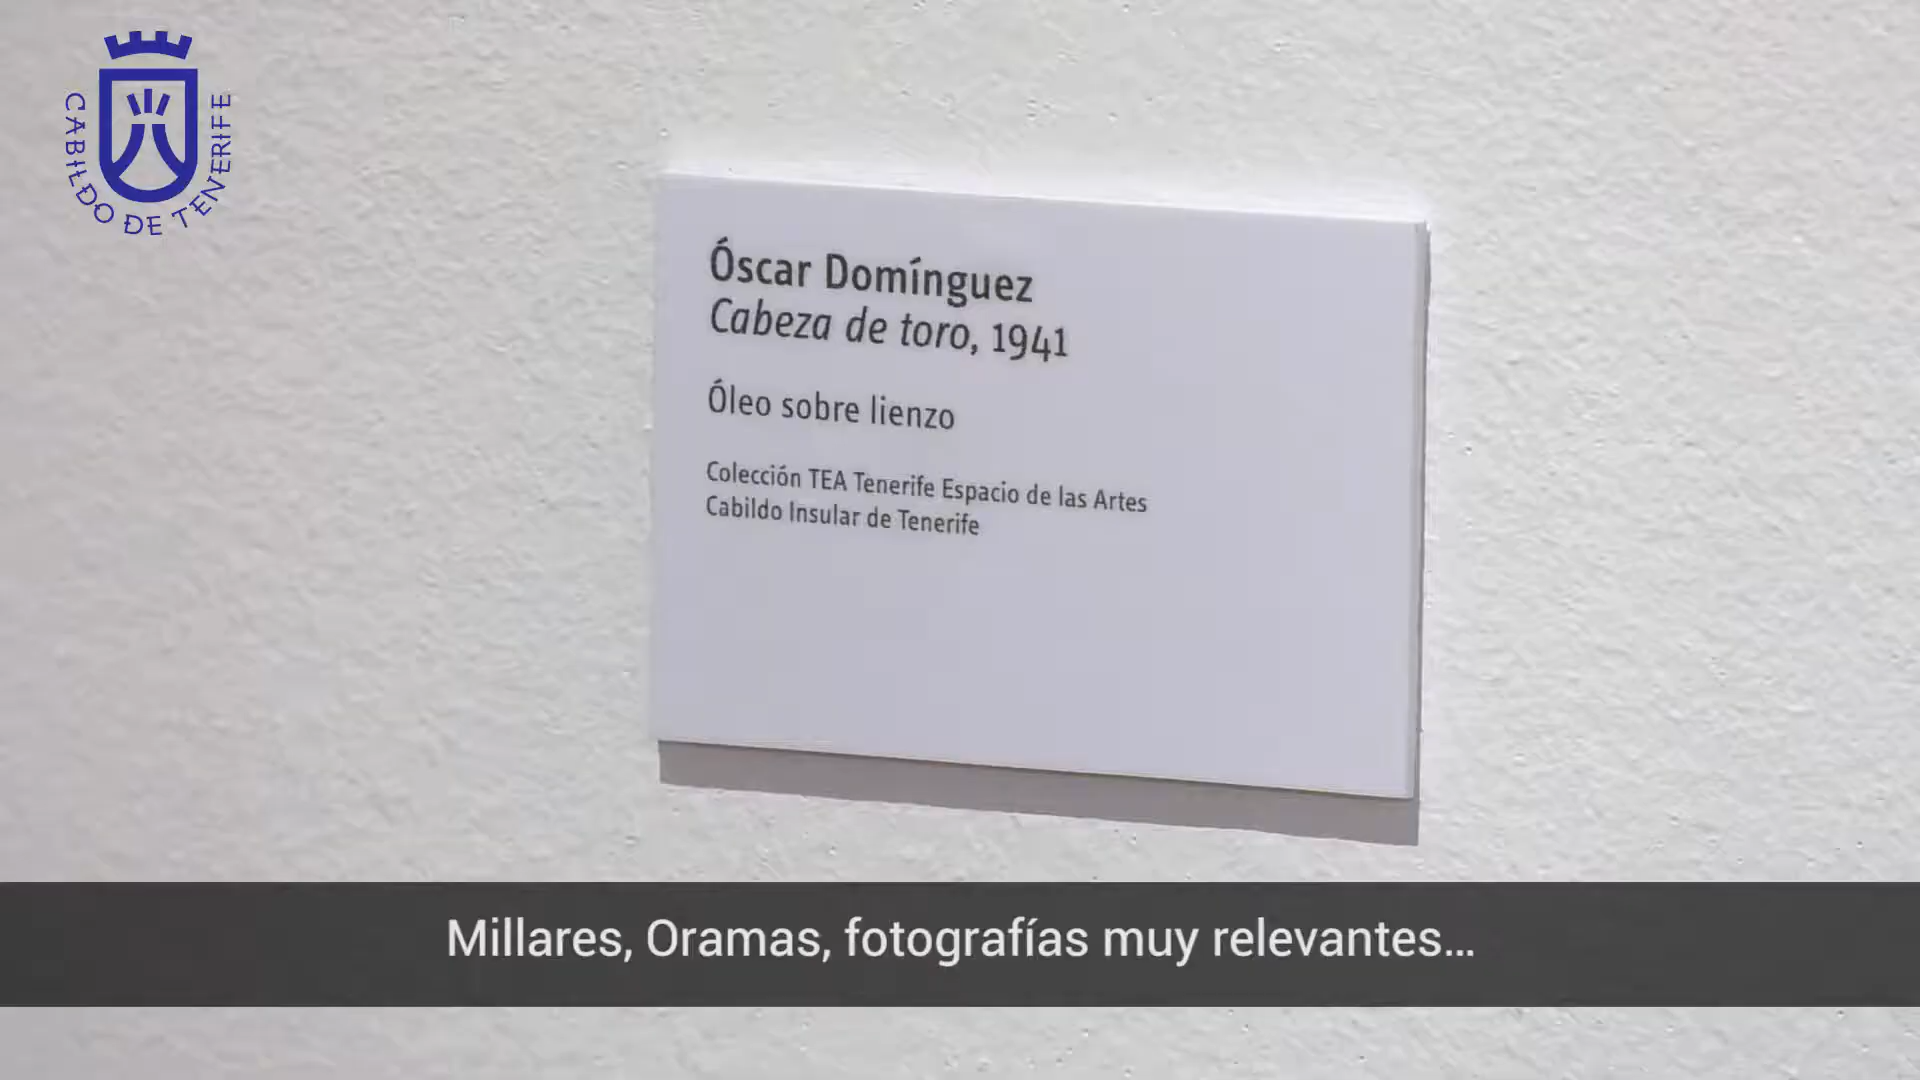 CABILDO DE TENERIFE
Óscar Domínguez
Cabeza de toro, 1941
Óleo sobre lienzo
Colección TEA Tenerife Espacio de las Artes
Cabildo Insular de Tenerife
Millares, Oramas, fotografías muy relevantes...